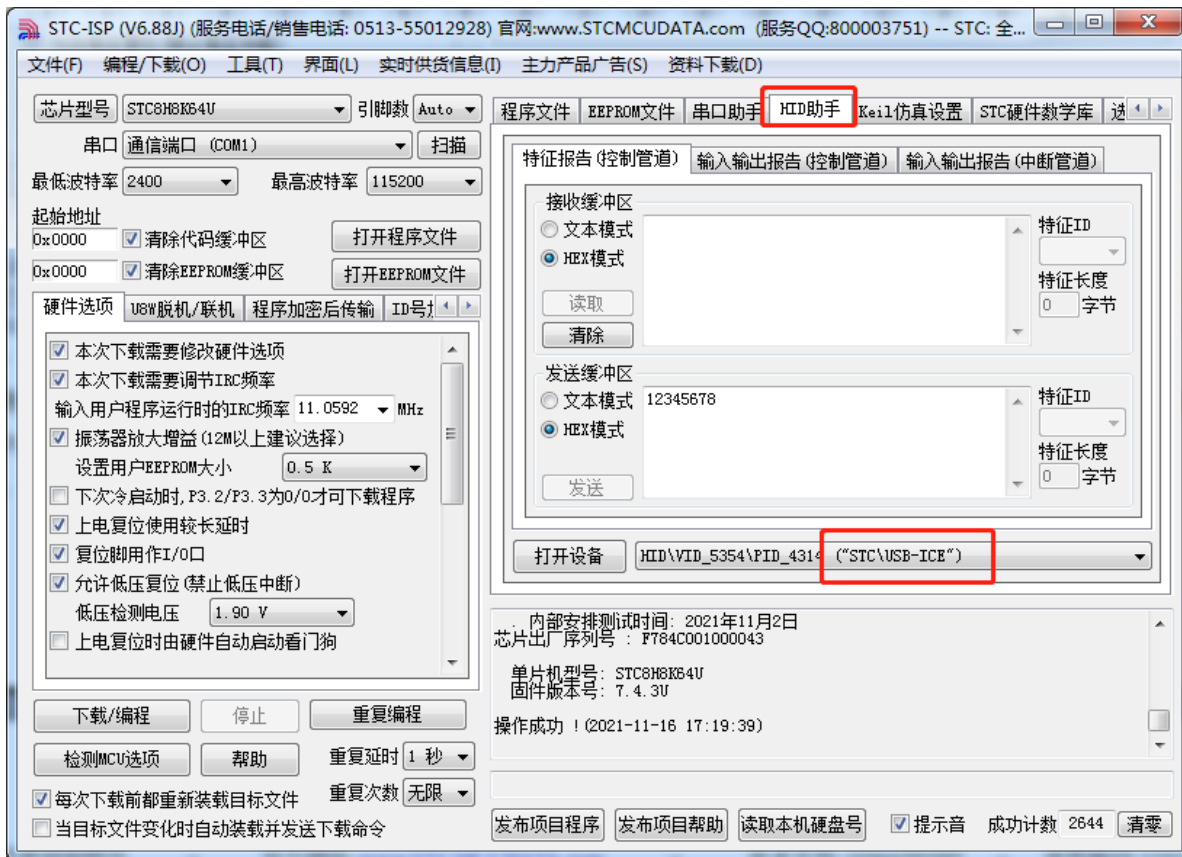 STC-ISP (V6.88J) (服务电话/销售电话: 0513-55012928) 官网:www.STCMCUDATA.com (服务QQ:800003751) -- STC: 全...
文件(F) 编程/下载(O) 工具(T) 界面(L) 实时供货信息(I) 主力产品广告(S) 资料下载(D)
芯片型号 STC8H8K64U 引脚数 Auto
串口 通信端口 (COM1) 扫描
最低波特率 2400 最高波特率 115200
起始地址
0x0000 清除代码缓冲区 打开程序文件
0x0000 清除EEPROM缓冲区 打开EEPROM文件
硬件选项 U8W脱机/联机 程序加密后传输 ID号
本次下载需要修改硬件选项
本次下载需要调节IRC频率
输入用户程序运行时的IRC频率 11.0592 MHz
振荡器放大增益(12M以上建议选择)
设置用户EEPROM大小 0.5 K
下次冷启动时,P3.2/P3.3为0/0才可下载程序
上电复位使用较长延时
复位脚用作I/O口
允许低压复位(禁止低压中断)
低压检测电压 1.90 V
上电复位时由硬件自动启动看门狗
下载/编程 停止 重复编程
检测MCU选项 帮助 重复延时 1 秒
每次下载前都重新装载目标文件 重复次数 无限
当目标文件变化时自动装载并发送下载命令
程序文件 EEPROM文件 串口助手 HID助手 Keil仿真设置 STC硬件数学库 选
特征报告(控制管道) 输入输出报告(控制管道) 输入输出报告(中断管道)
接收缓冲区
文本模式
HEX模式
读取
清除
特征ID
特征长度
0 字节
发送缓冲区
文本模式 12345678
HEX模式
发送
特征ID
特征长度
0 字节
打开设备 HID\VID_5354\PID_4314 ("STC\USB-ICE")
. 内部安排测试时间: 2021年11月2日
芯片出厂序列号 : F784C001000043
单片机型号: STC8H8K64U
固件版本号: 7.4.3U
操作成功 !(2021-11-16 17:19:39)
发布项目程序 发布项目帮助 读取本机硬盘号 提示音 成功计数 2644 清零